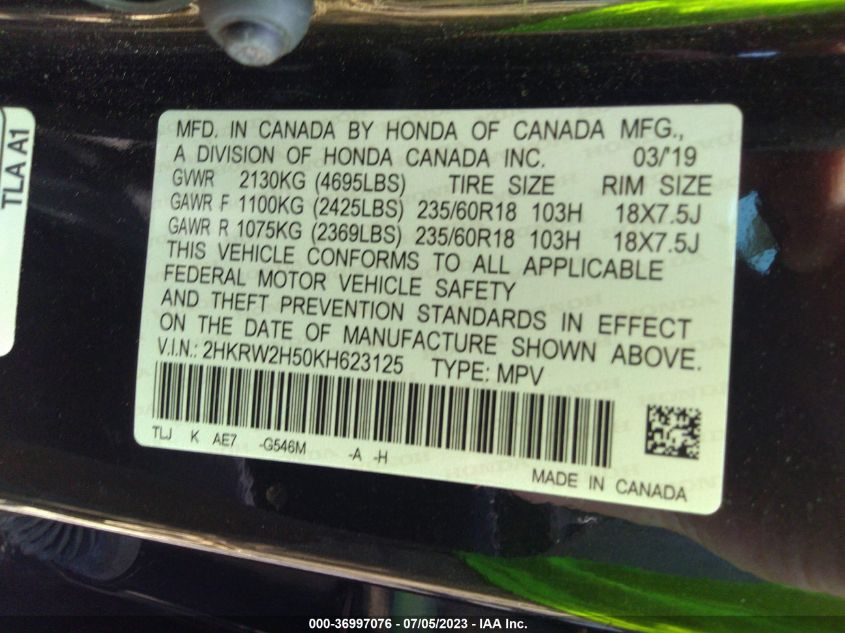 TLA A1
MFD. IN CANADA BY HONDA OF CANADA MFG.,
A DIVISION OF HONDA CANADA INC. 03/'19
GVWR 2130KG (4695LBS) TIRE SIZE RIM SIZE
GAWR F 1100KG (2425LBS) 235/60R18 103H 18X7.5J
GAWR R 1075KG (2369LBS) 235/60R18 103H 18X7.5J
THIS VEHICLE CONFORMS TO ALL APPLICABLE
FEDERAL MOTOR VEHICLE SAFETY
AND THEFT PREVENTION STANDARDS IN EFFECT
ON THE DATE OF MANUFACTURE SHOWN ABOVE.
V.I.N.: 2HKRW2H50KH623125 TYPE: MPV
TLJ K AE7 -G546M -A -H
MADE IN CANADA
000-36997076 / 07/05/2023 - IAA Inc.